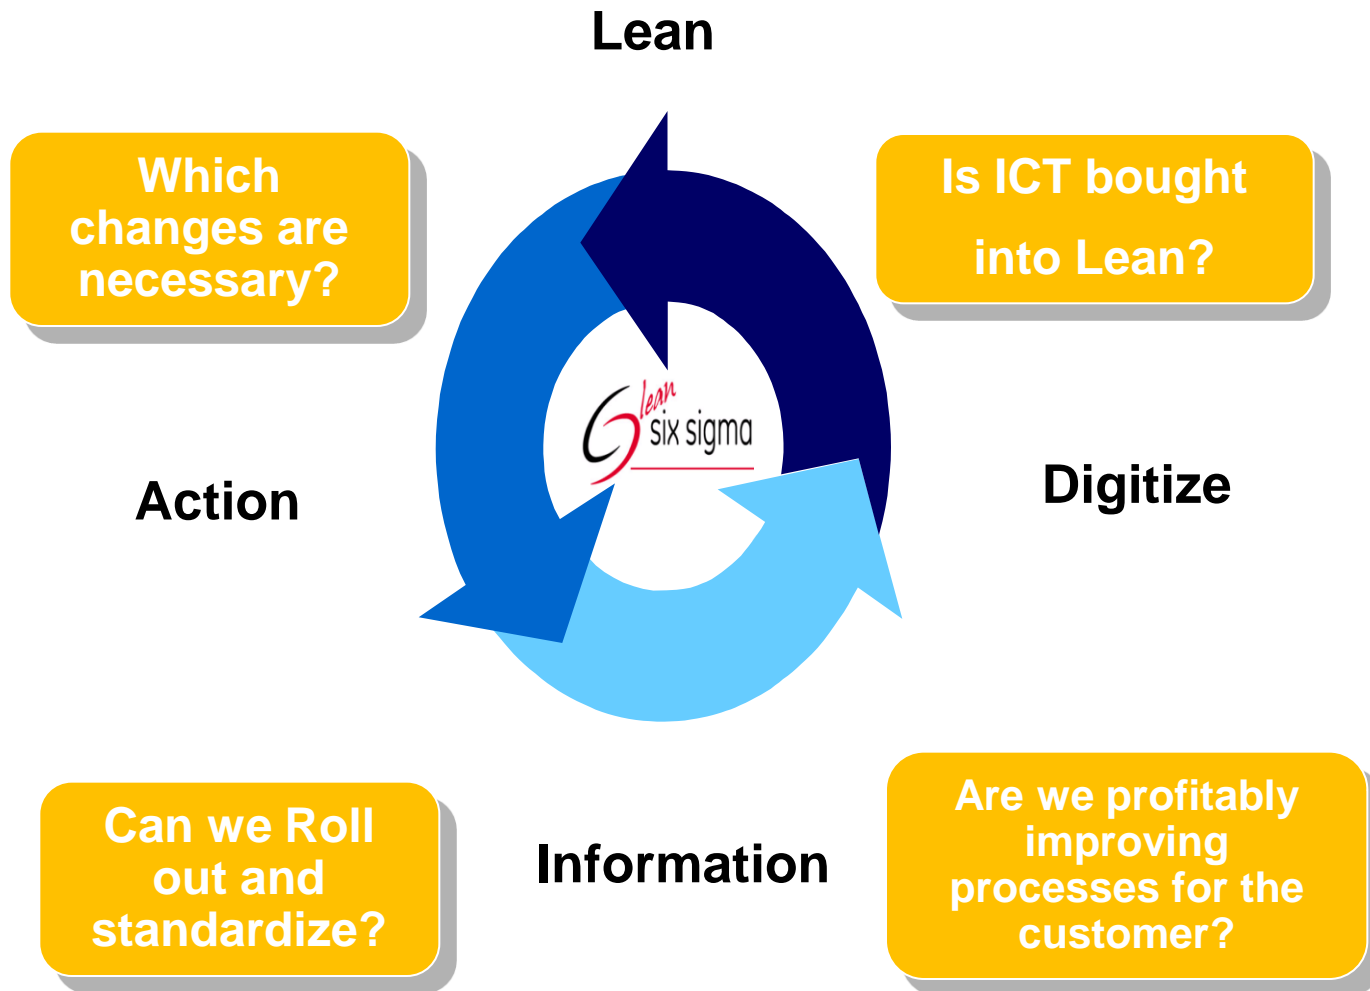 Lean
Which
changes are
necessary?
Is ICT bought
into Lean?
lean
six sigma
Action
Digitize
Can we Roll
out and
standardize?
Information
Are we profitably
improving
processes for the
customer?